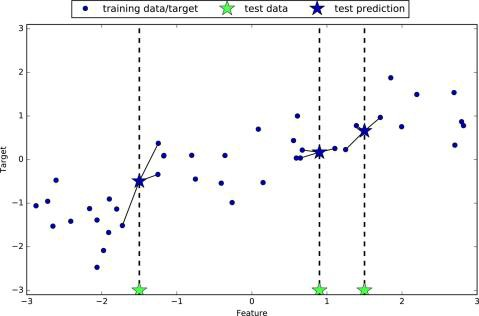 training data/target test data test prediction
3
2
1
0
−1
−2
−3
Target
−3 −2 −1 0 1 2 3
Feature